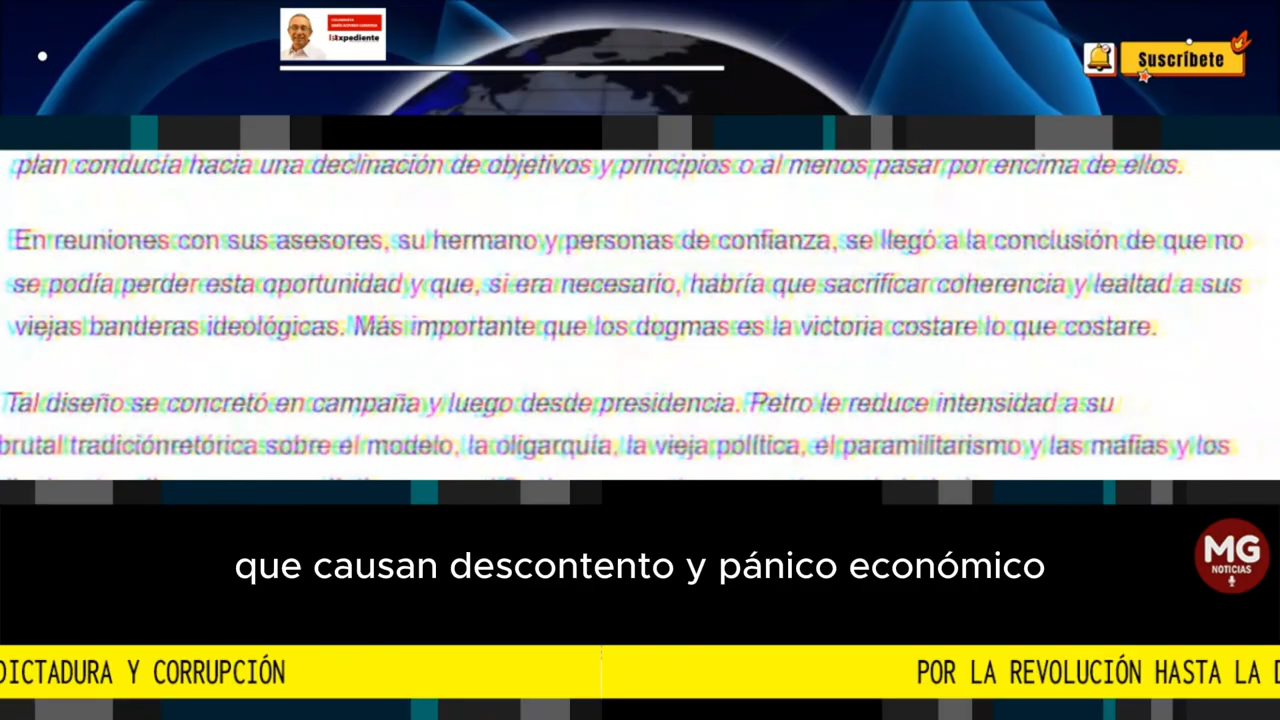 Expediente
Suscríbete
plan conducía hacia una declinación de objetivos y principios o al menos pasar por encima de ellos.
En reuniones con sus asesores, su hermano y personas de confianza, se llegó a la conclusión de que no
se podía perder esta oportunidad y que, si era necesario, habría que sacrificar coherencia y lealtad a sus
viejas banderas ideológicas. Más importante que los dogmas es la victoria costare lo que costare.
Tal diseño se concretó en campaña y luego desde presidencia. Petro le reduce intensidad a su
brutal tradiciónretórica sobre el modelo, la oligarquía, la vieja política, el paramilitarismo y las mafias y los
que causan descontento y pánico económico
MG
NOTICIAS
DICTADURA Y CORRUPCIÓN
POR LA REVOLUCIÓN HASTA LA D